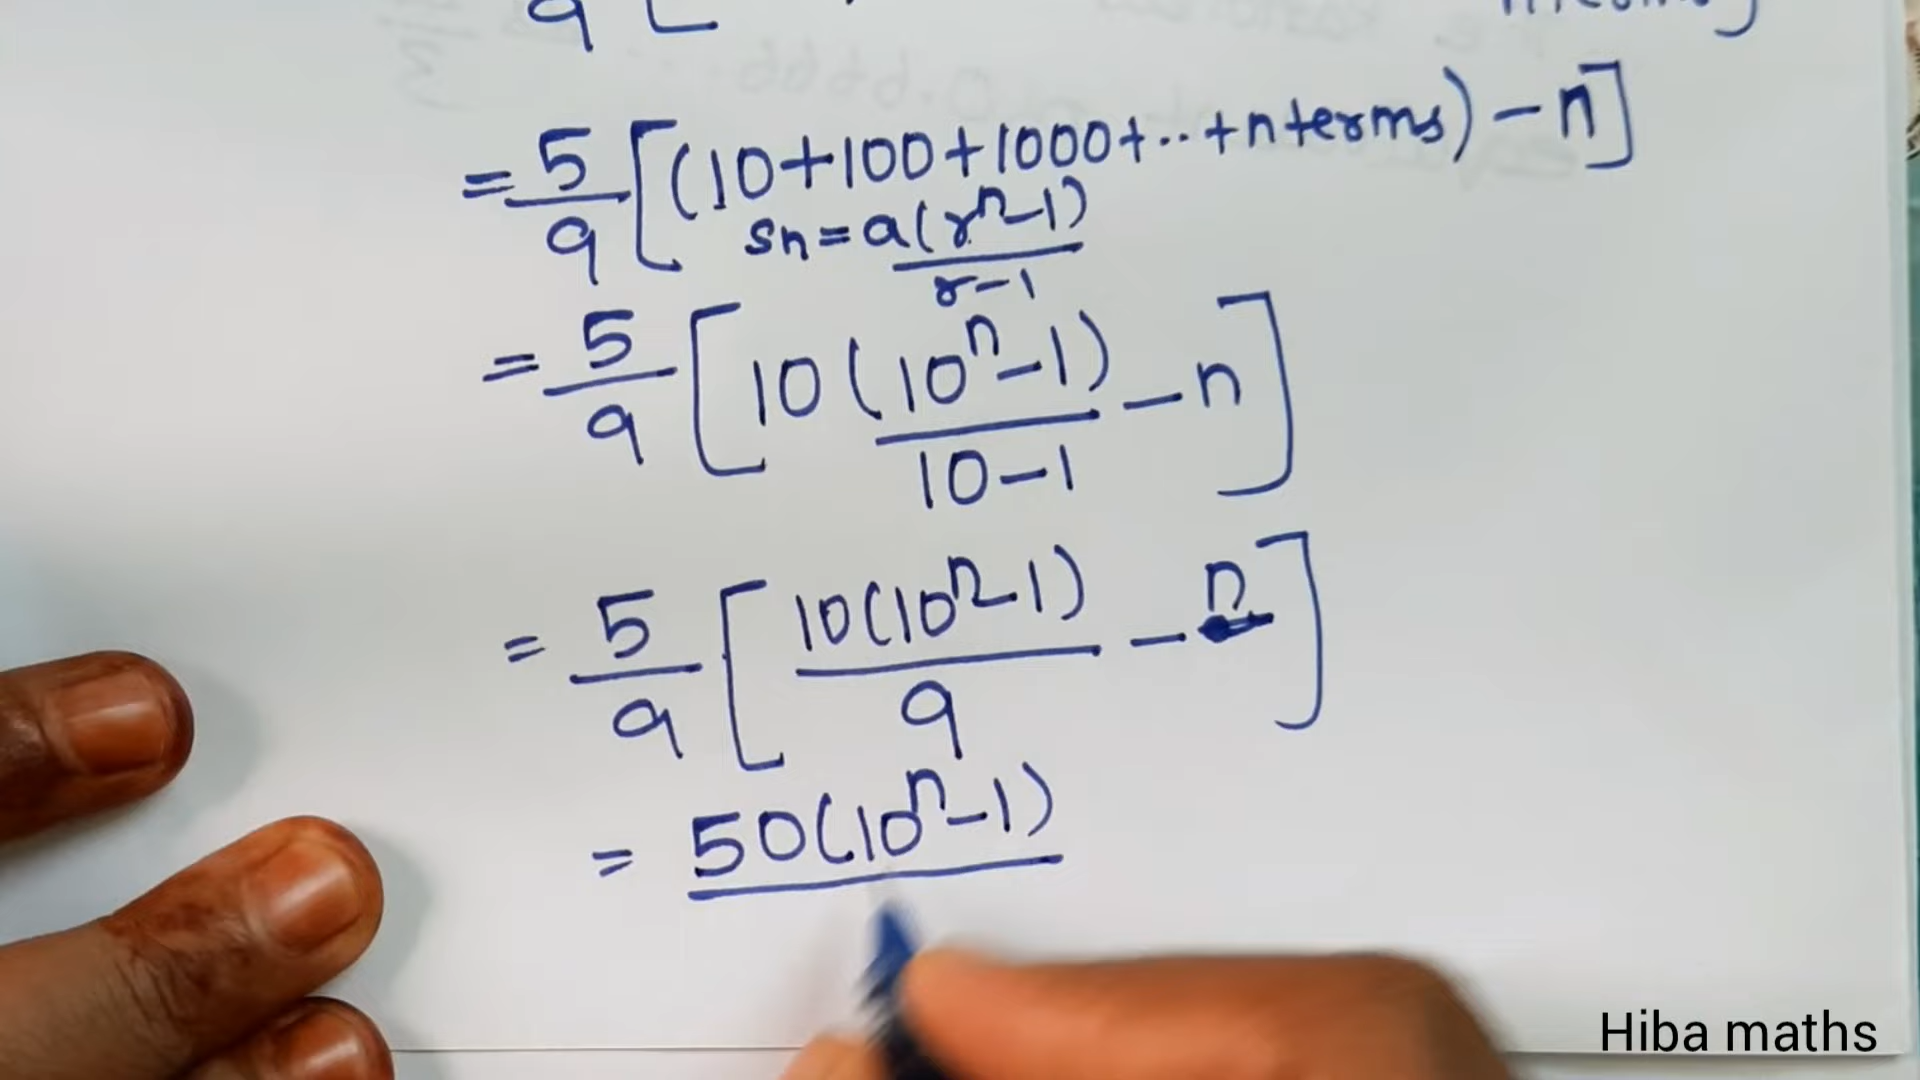 9 [
= 5/9 [(10+100+1000+..+n terms) - n]
Sn = a(r^n-1)/r-1
= 5/9 [10(10^n-1)/10-1 - n]
= 5/9 [10(10^n-1)/9 - n]
= 50(10^n-1)
Hiba maths